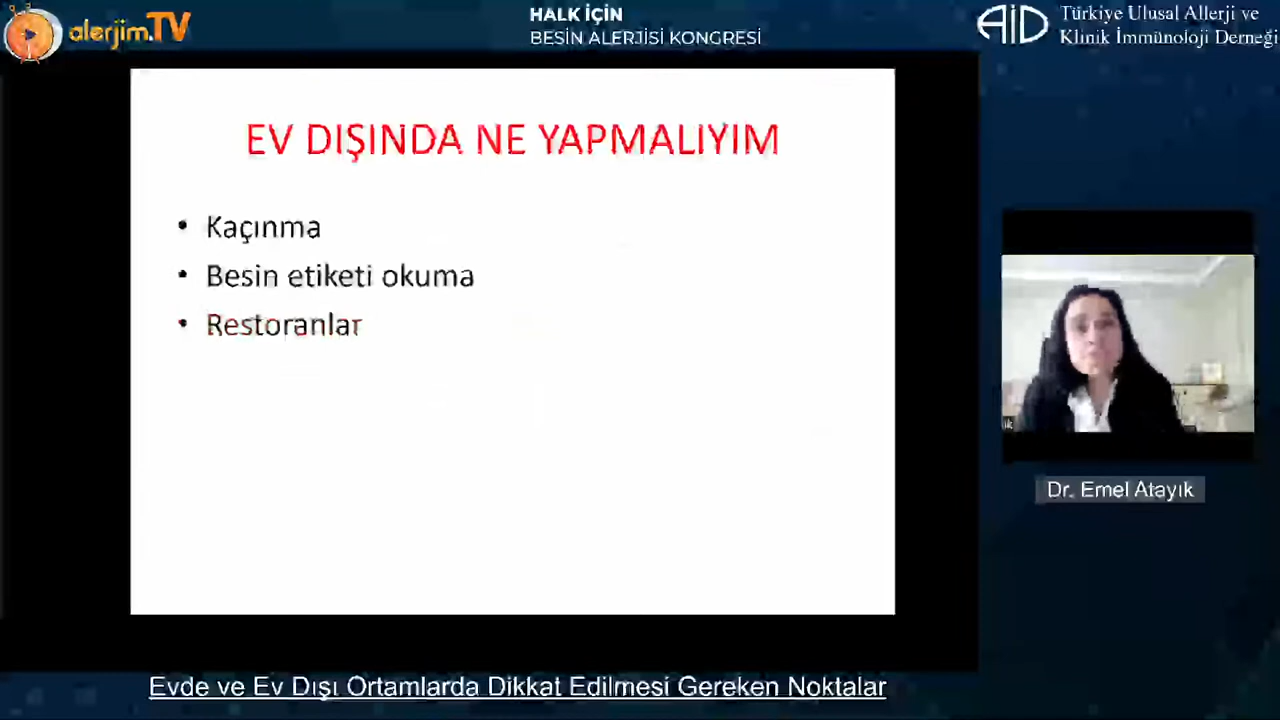 alerjim.TV
HALK İÇİN
BESİN ALERJİSİ KONGRESİ
AİD
Türkiye Ulusal Allerji ve
Klinik İmmünoloji Derneği
EV DIŞINDA NE YAPMALIYIM
• Kaçınma
• Besin etiketi okuma
• Restoranlar
Dr. Emel Atayık
Evde ve Ev Dışı Ortamlarda Dikkat Edilmesi Gereken Noktalar